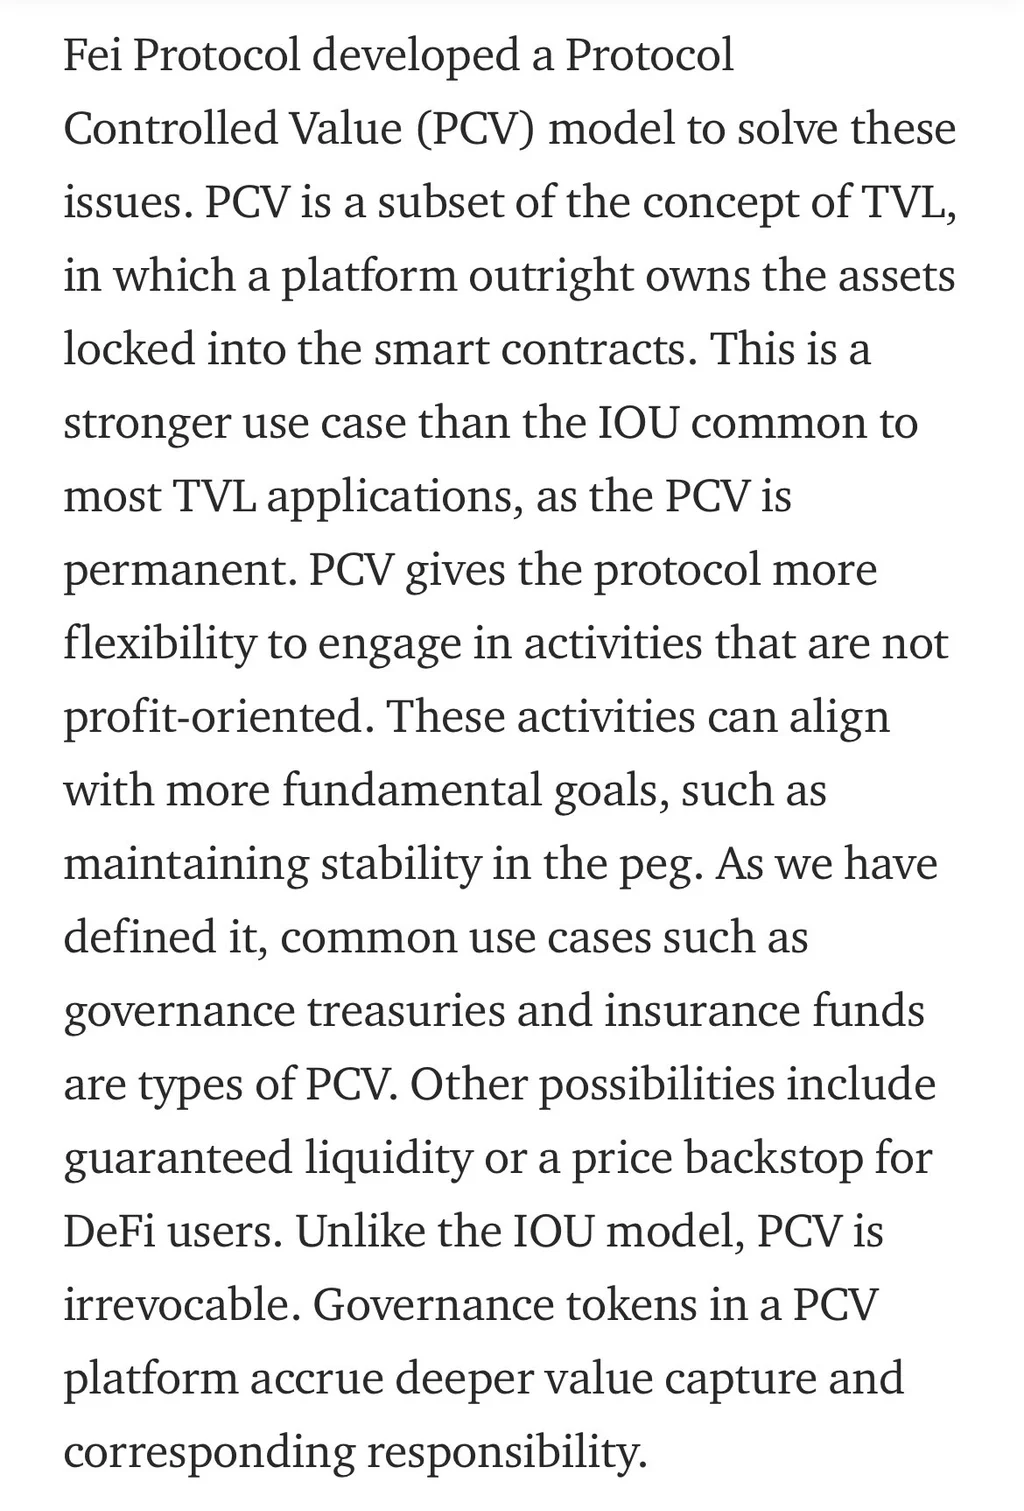 Fei Protocol developed a Protocol
Controlled Value (PCV) model to solve these
issues. PCV is a subset of the concept of TVL,
in which a platform outright owns the assets
locked into the smart contracts. This is a
stronger use case than the IOU common to
most TVL applications, as the PCV is
permanent. PCV gives the protocol more
flexibility to engage in activities that are not
profit-oriented. These activities can align
with more fundamental goals, such as
maintaining stability in the peg. As we have
defined it, common use cases such as
governance treasuries and insurance funds
are types of PCV. Other possibilities include
guaranteed liquidity or a price backstop for
DeFi users. Unlike the IOU model, PCV is
irrevocable. Governance tokens in a PCV
platform accrue deeper value capture and
corresponding responsibility.